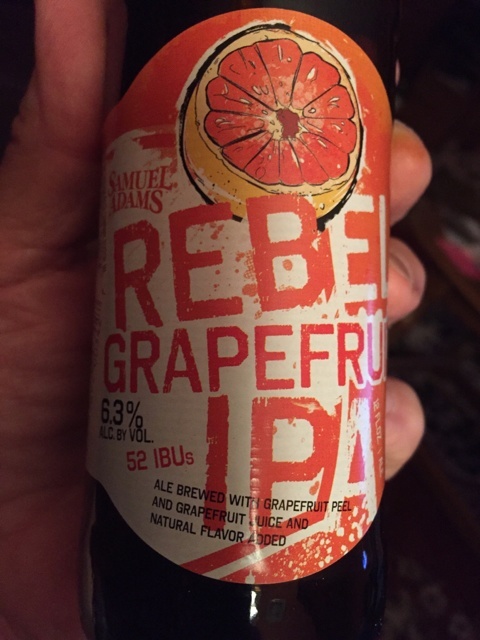 SAMUEL
ADAMS
REBEL
GRAPEFRU
IPA
6.3%
ALC. BY VOL.
52 IBUs
ALE BREWED WITH GRAPEFRUIT PEEL
AND GRAPEFRUIT JUICE AND
NATURAL FLAVOR ADDED